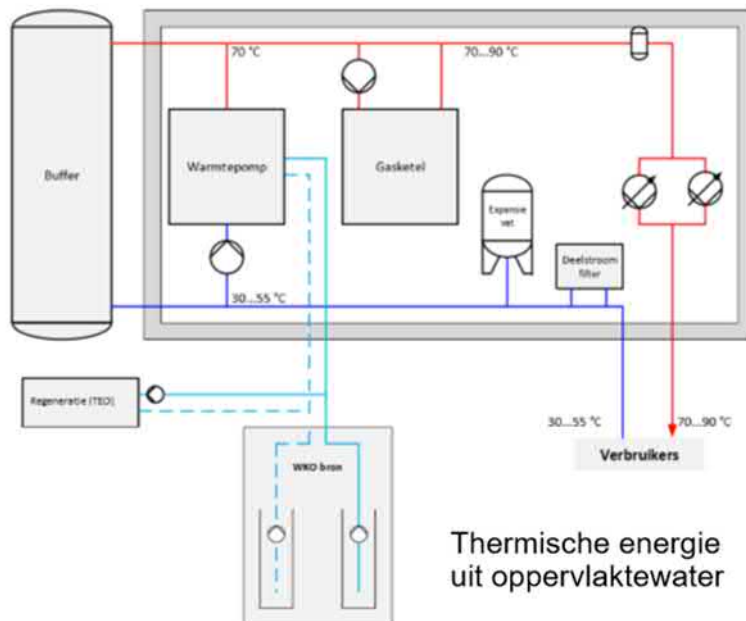 70 °C
70...90 °C
Buffer
Warmtepomp
Gasketel
Expansie
vat
Deelstroom
filter
30...55 °C
Regeneratie (TEO)
30...55 °C
70...90 °C
WKO bron
Verbruikers
Thermische energie
uit oppervlaktewater